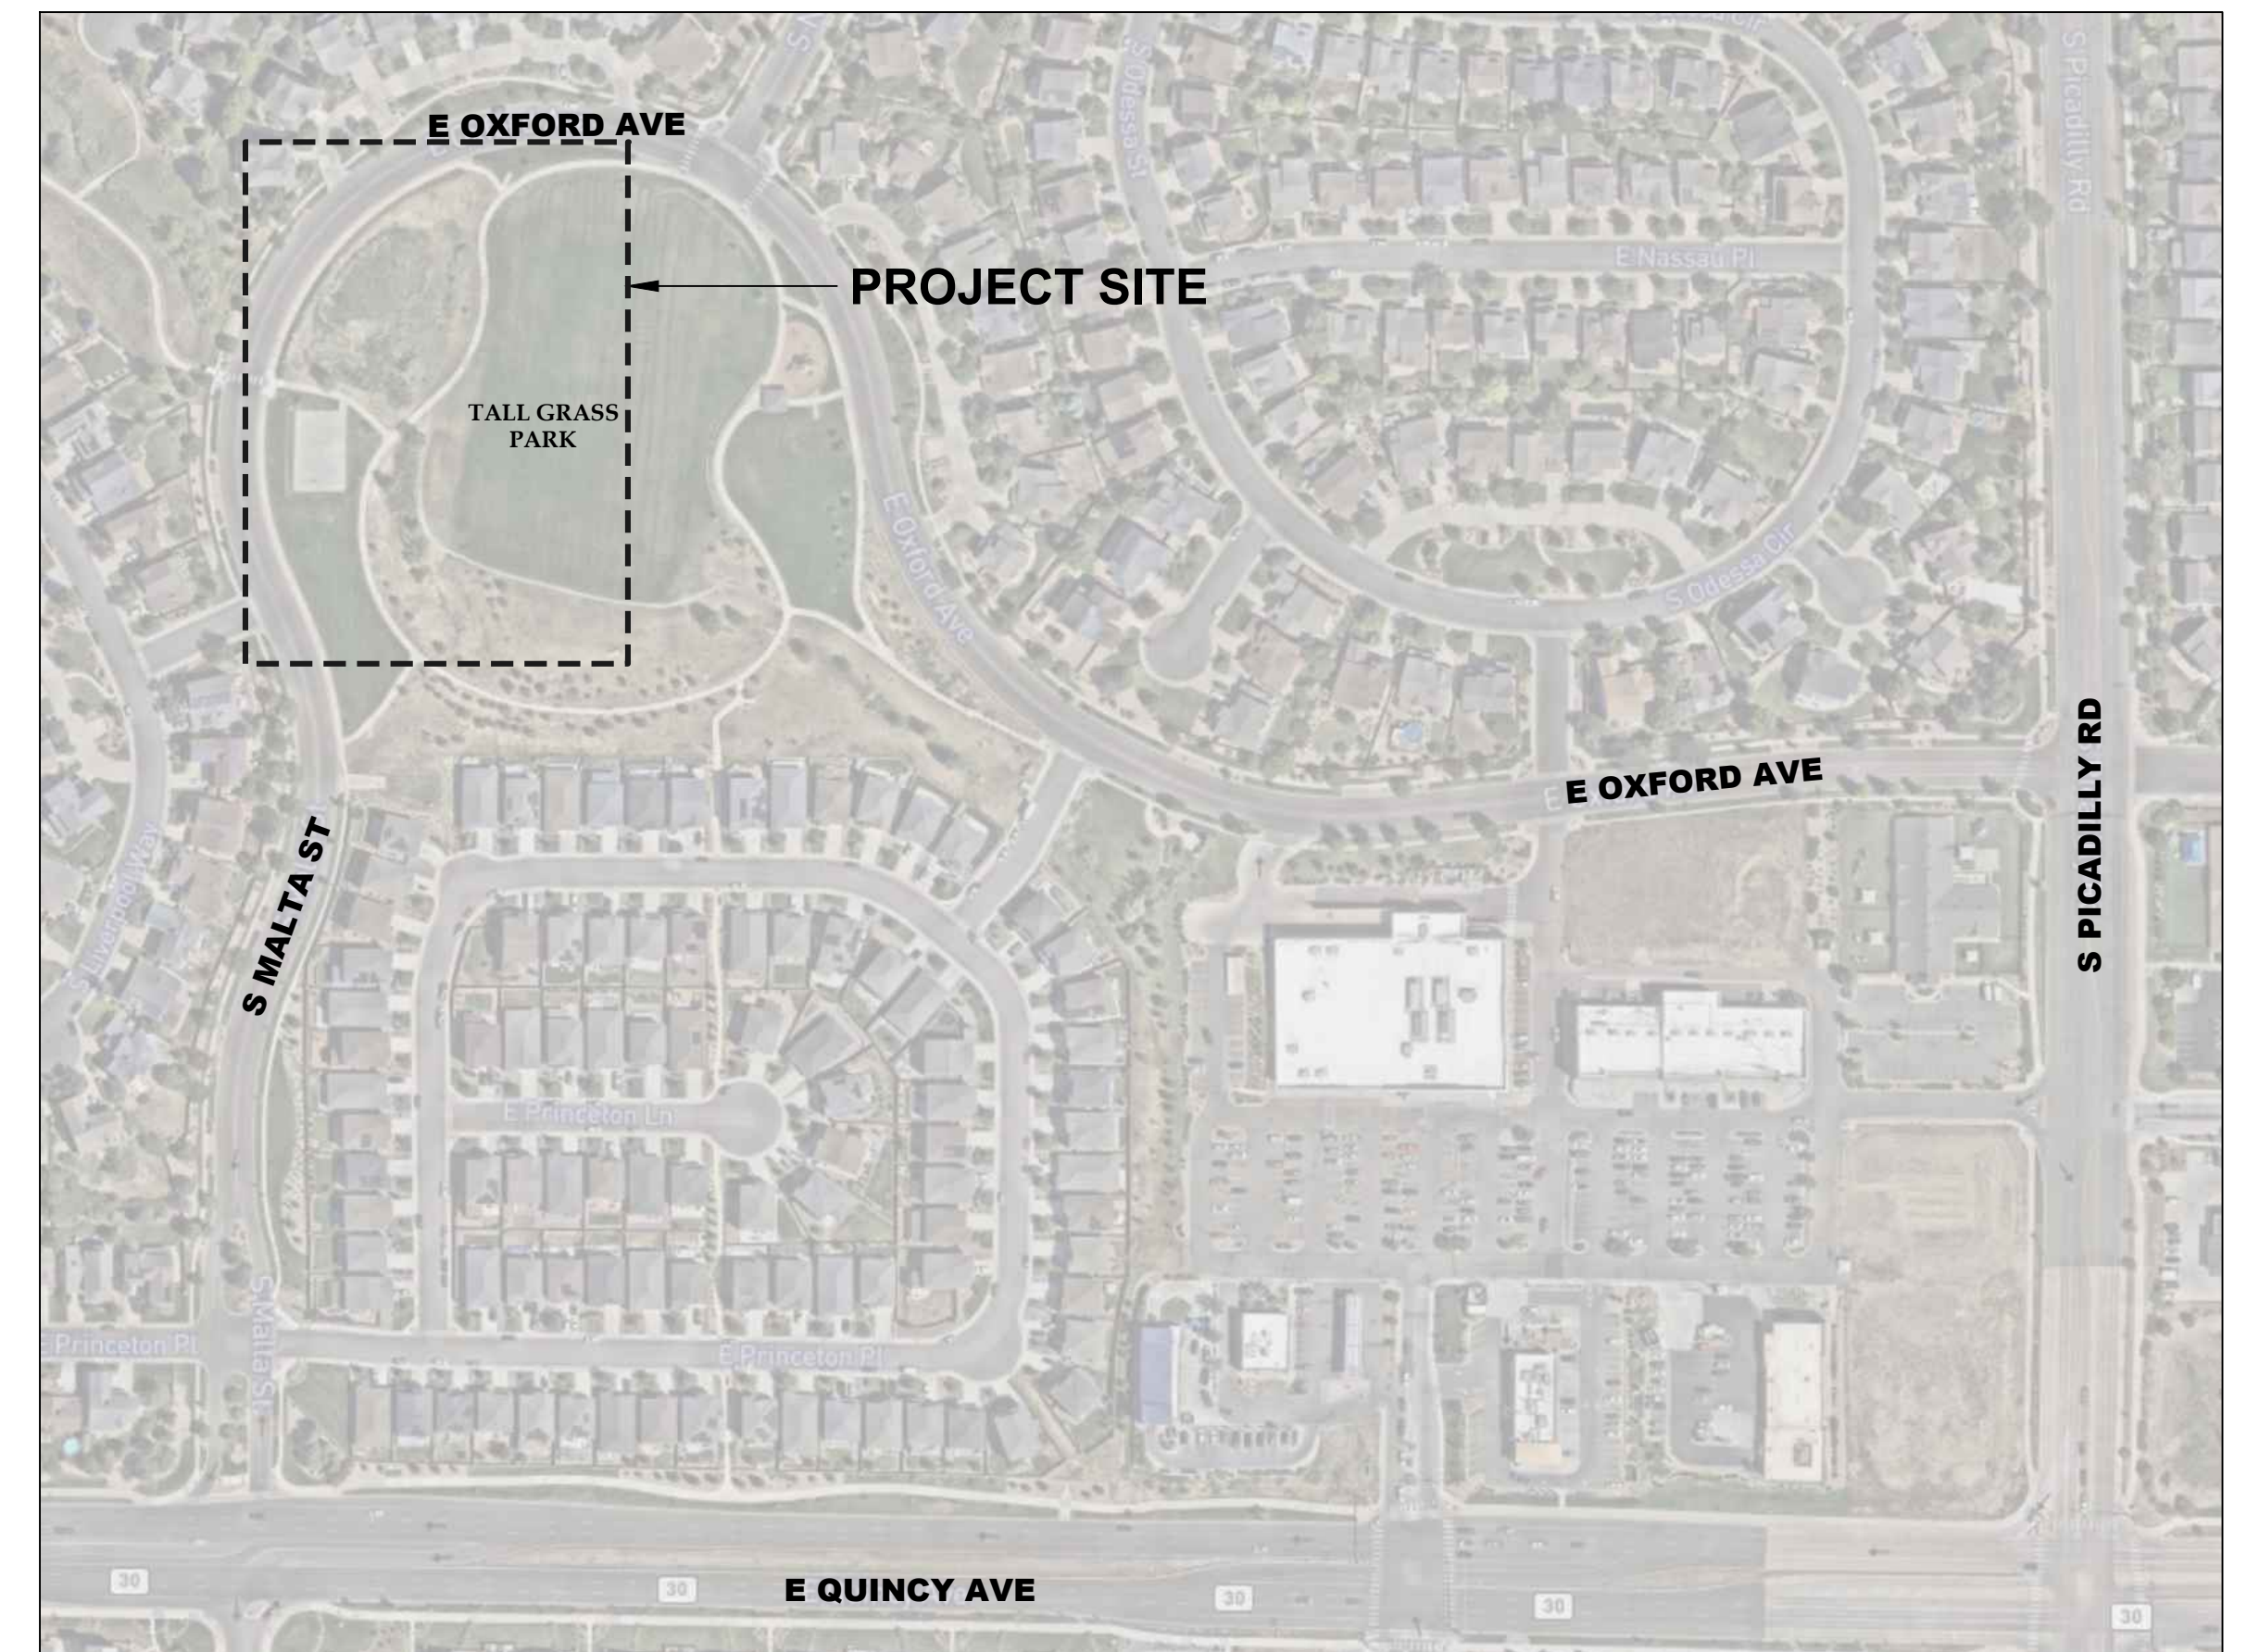 S Odessa St
S Picadilly Rd
E OXFORD AVE
E Nassau Pl
PROJECT SITE
TALL GRASS
PARK
E Oxford Ave
S Odessa Cir
E OXFORD AVE
S PICADILLY RD
S Liverpool Way
S MALTA ST
E Princeton Ln
S Malta St
E Princeton Pl
E Princeton Pl
30
30
E QUINCY AVE
30
30
30